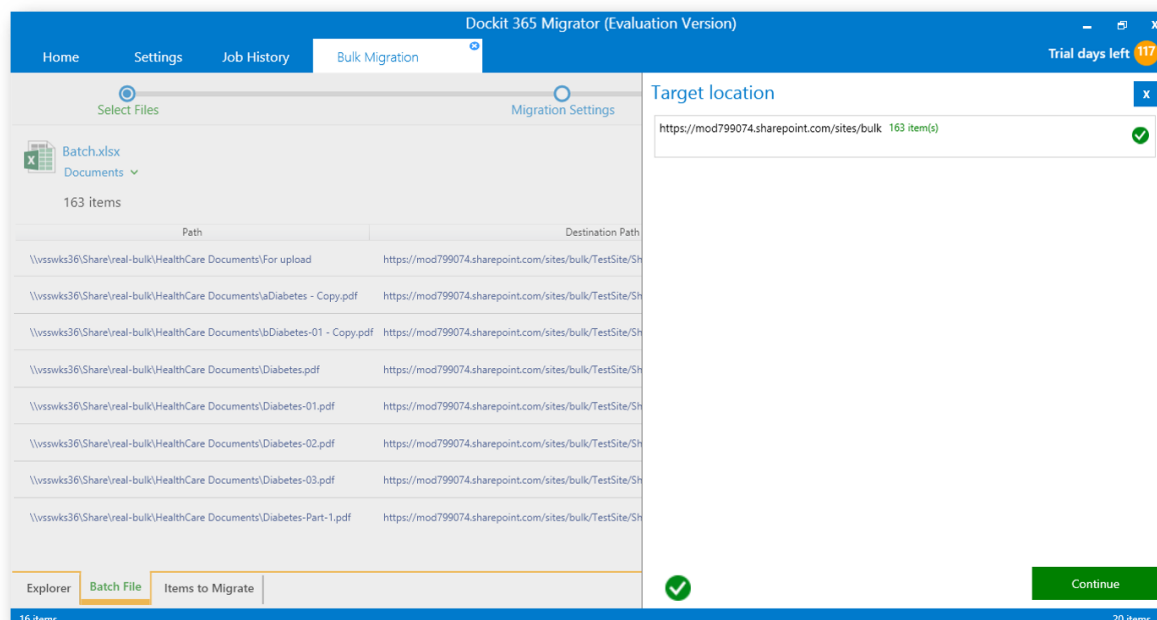 Dockit 365 Migrator (Evaluation Version)
Home Settings Job History Bulk Migration Trial days left 117
Select Files Migration Settings
Target location
x
https://mod799074.sharepoint.com/sites/bulk 163 item(s)
Batch.xlsx
Documents
163 items
Path Destination Path
\\vsswks36\Share\real-bulk\HealthCare Documents\For upload https://mod799074.sharepoint.com/sites/bulk/TestSite/Sh
\\vsswks36\Share\real-bulk\HealthCare Documents\aDiabetes - Copy.pdf https://mod799074.sharepoint.com/sites/bulk/TestSite/Sh
\\vsswks36\Share\real-bulk\HealthCare Documents\bDiabetes-01 - Copy.pdf https://mod799074.sharepoint.com/sites/bulk/TestSite/Sh
\\vsswks36\Share\real-bulk\HealthCare Documents\Diabetes.pdf https://mod799074.sharepoint.com/sites/bulk/TestSite/Sh
\\vsswks36\Share\real-bulk\HealthCare Documents\Diabetes-01.pdf https://mod799074.sharepoint.com/sites/bulk/TestSite/Sh
\\vsswks36\Share\real-bulk\HealthCare Documents\Diabetes-02.pdf https://mod799074.sharepoint.com/sites/bulk/TestSite/Sh
\\vsswks36\Share\real-bulk\HealthCare Documents\Diabetes-03.pdf https://mod799074.sharepoint.com/sites/bulk/TestSite/Sh
\\vsswks36\Share\real-bulk\HealthCare Documents\Diabetes-Part-1.pdf https://mod799074.sharepoint.com/sites/bulk/TestSite/Sh
Explorer Batch File Items to Migrate
Continue
16 items 20 items